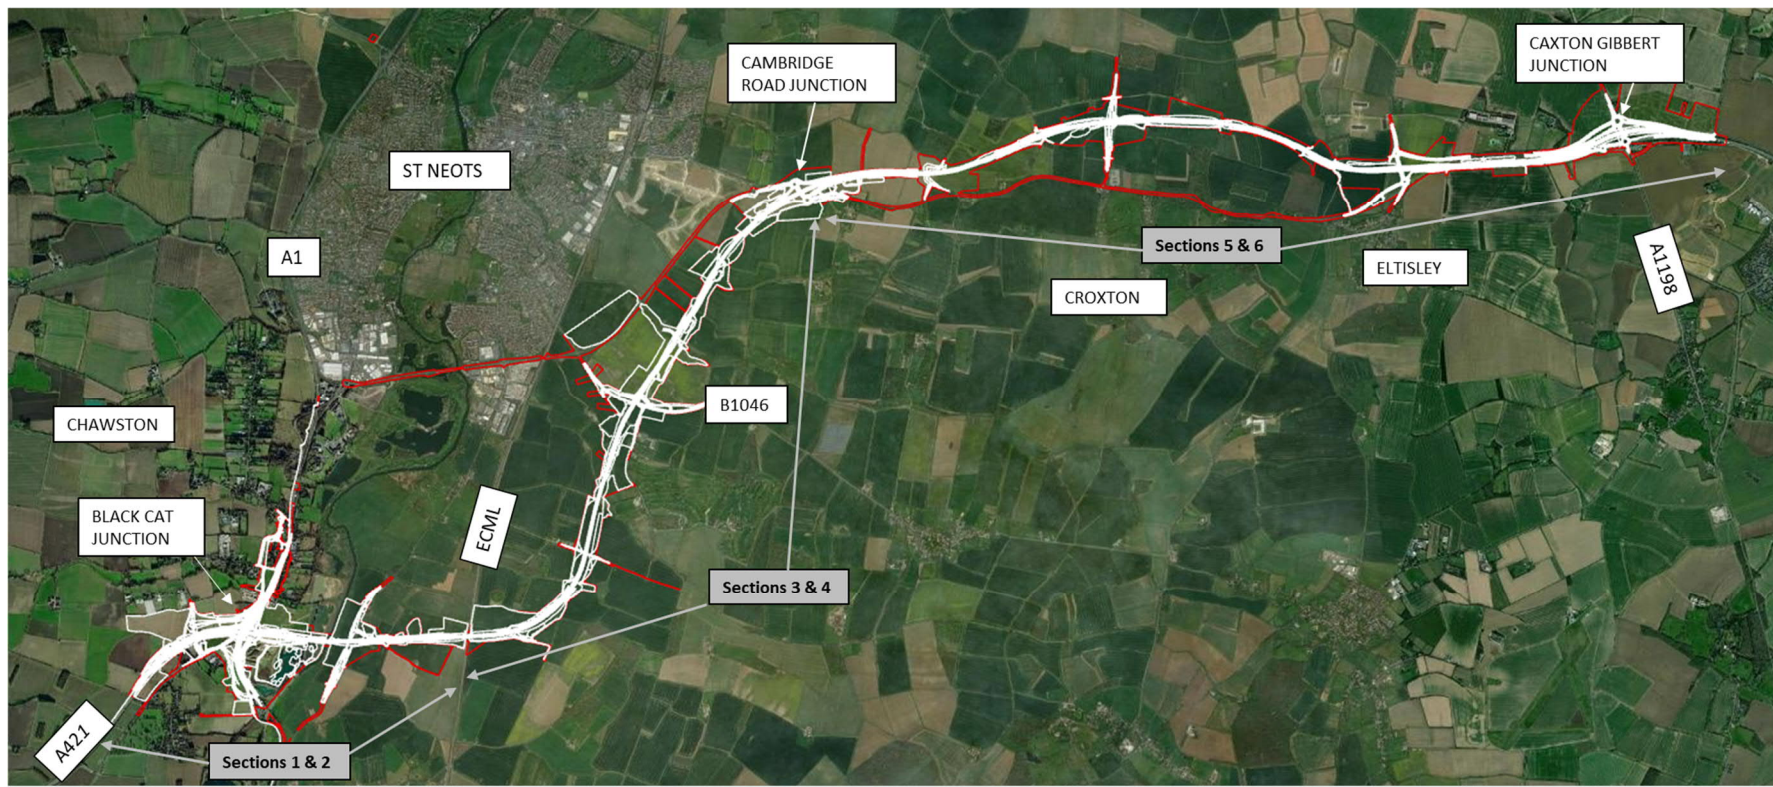 CAXTON GIBBERT
JUNCTION
CAMBRIDGE
ROAD JUNCTION
ST NEOTS
A1
Sections 5 & 6
ELTISLEY
A1198
CROXTON
CHAWSTON
B1046
BLACK CAT
JUNCTION
ECML
Sections 3 & 4
A421
Sections 1 & 2